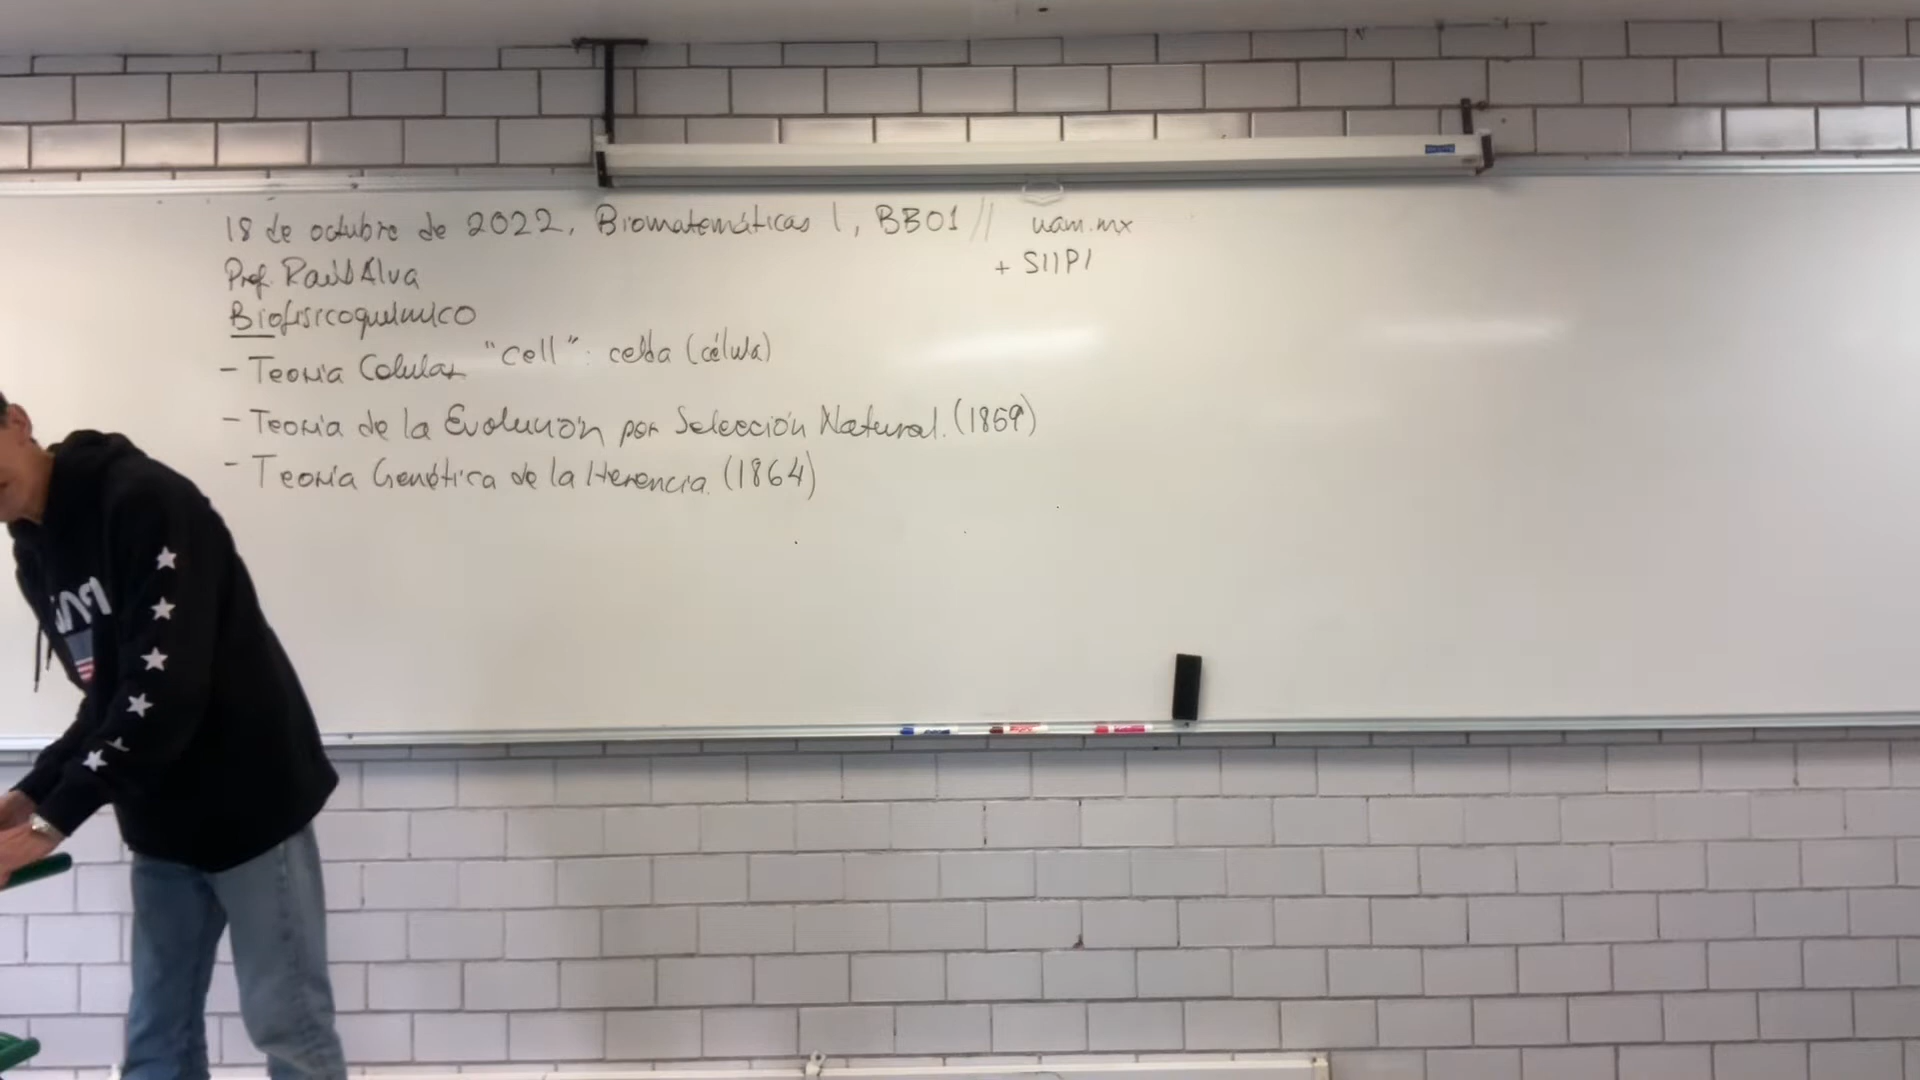 18 de octubre de 2022, Biomatemáticas I, BB01 // uam.mx
+ SIIPI
Prof. Raúl Alva
Biofisicoquímico
- Teoría Celular "cell": celda (célula)
- Teoría de la Evolución por Selección Natural. (1859)
- Teoría Genética de la Herencia. (1864)
NASA